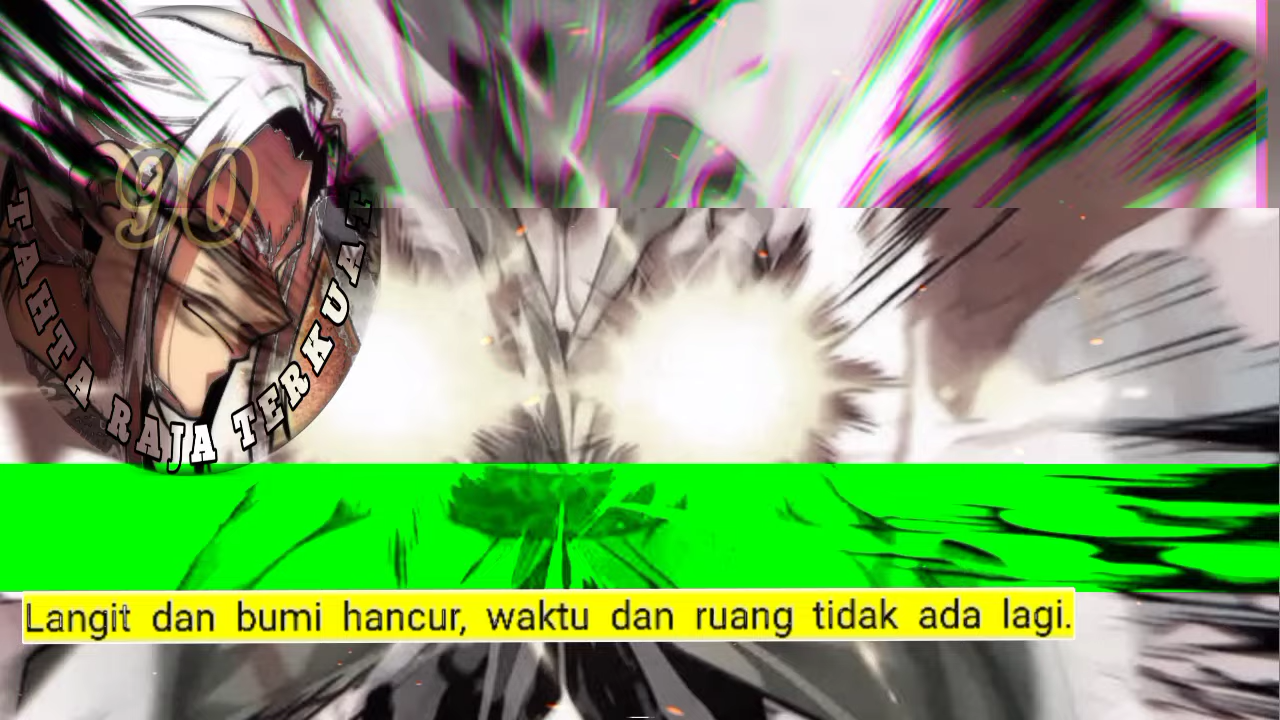 90
TAHTA RAJA TERKUAT
Langit dan bumi hancur, waktu dan ruang tidak ada lagi.